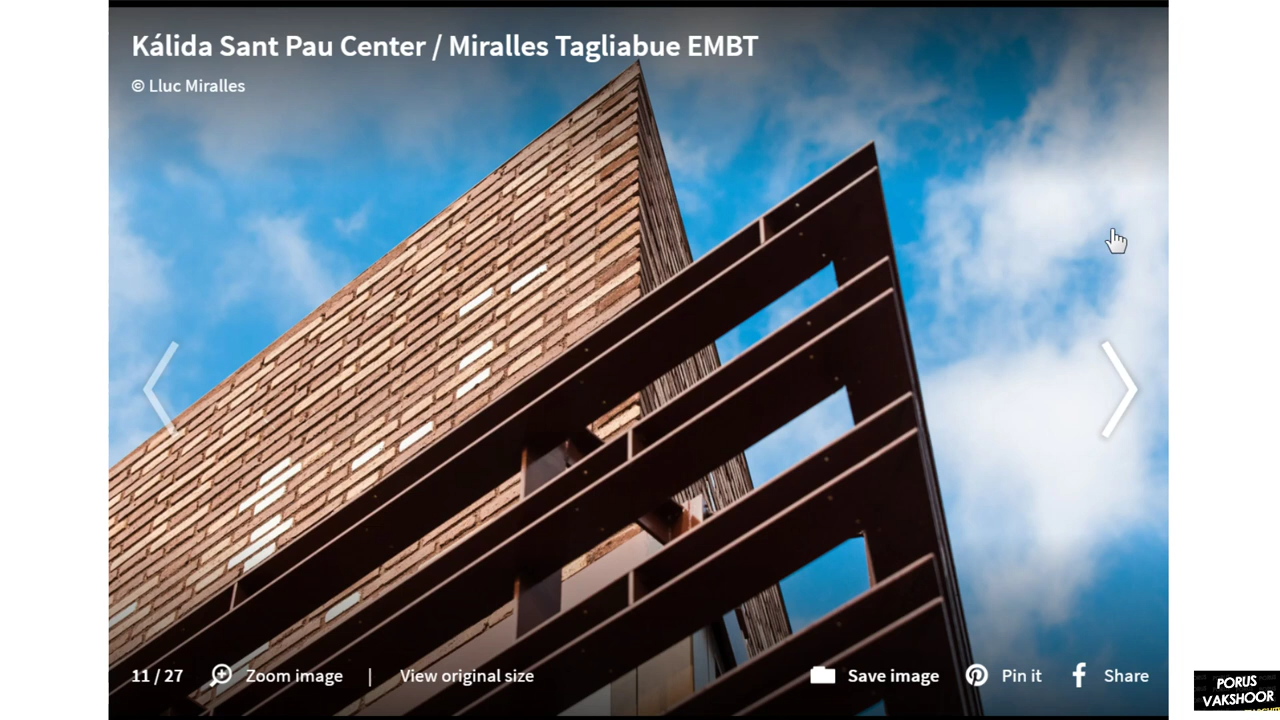 Kálida Sant Pau Center / Miralles Tagliabue EMBT
© Lluc Miralles
11 / 27 Zoom image | View original size Save image Pin it Share
PORUS
VAKSHOOR